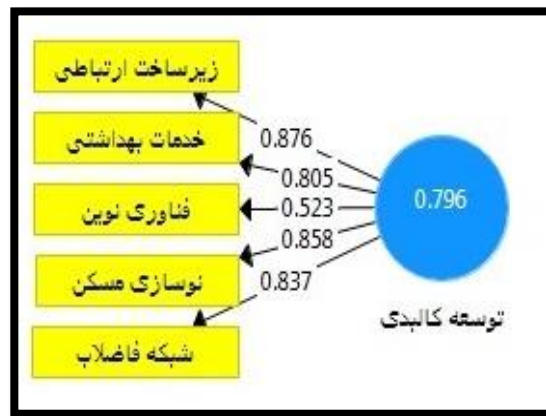 زیرساخت ارتباطی
خدمات بهداشتی
فناوری نوین
نوسازی مسکن
شبکه فاضلاب
0.876
0.805
0.523
0.858
0.837
0.796
توسعه کالبدی